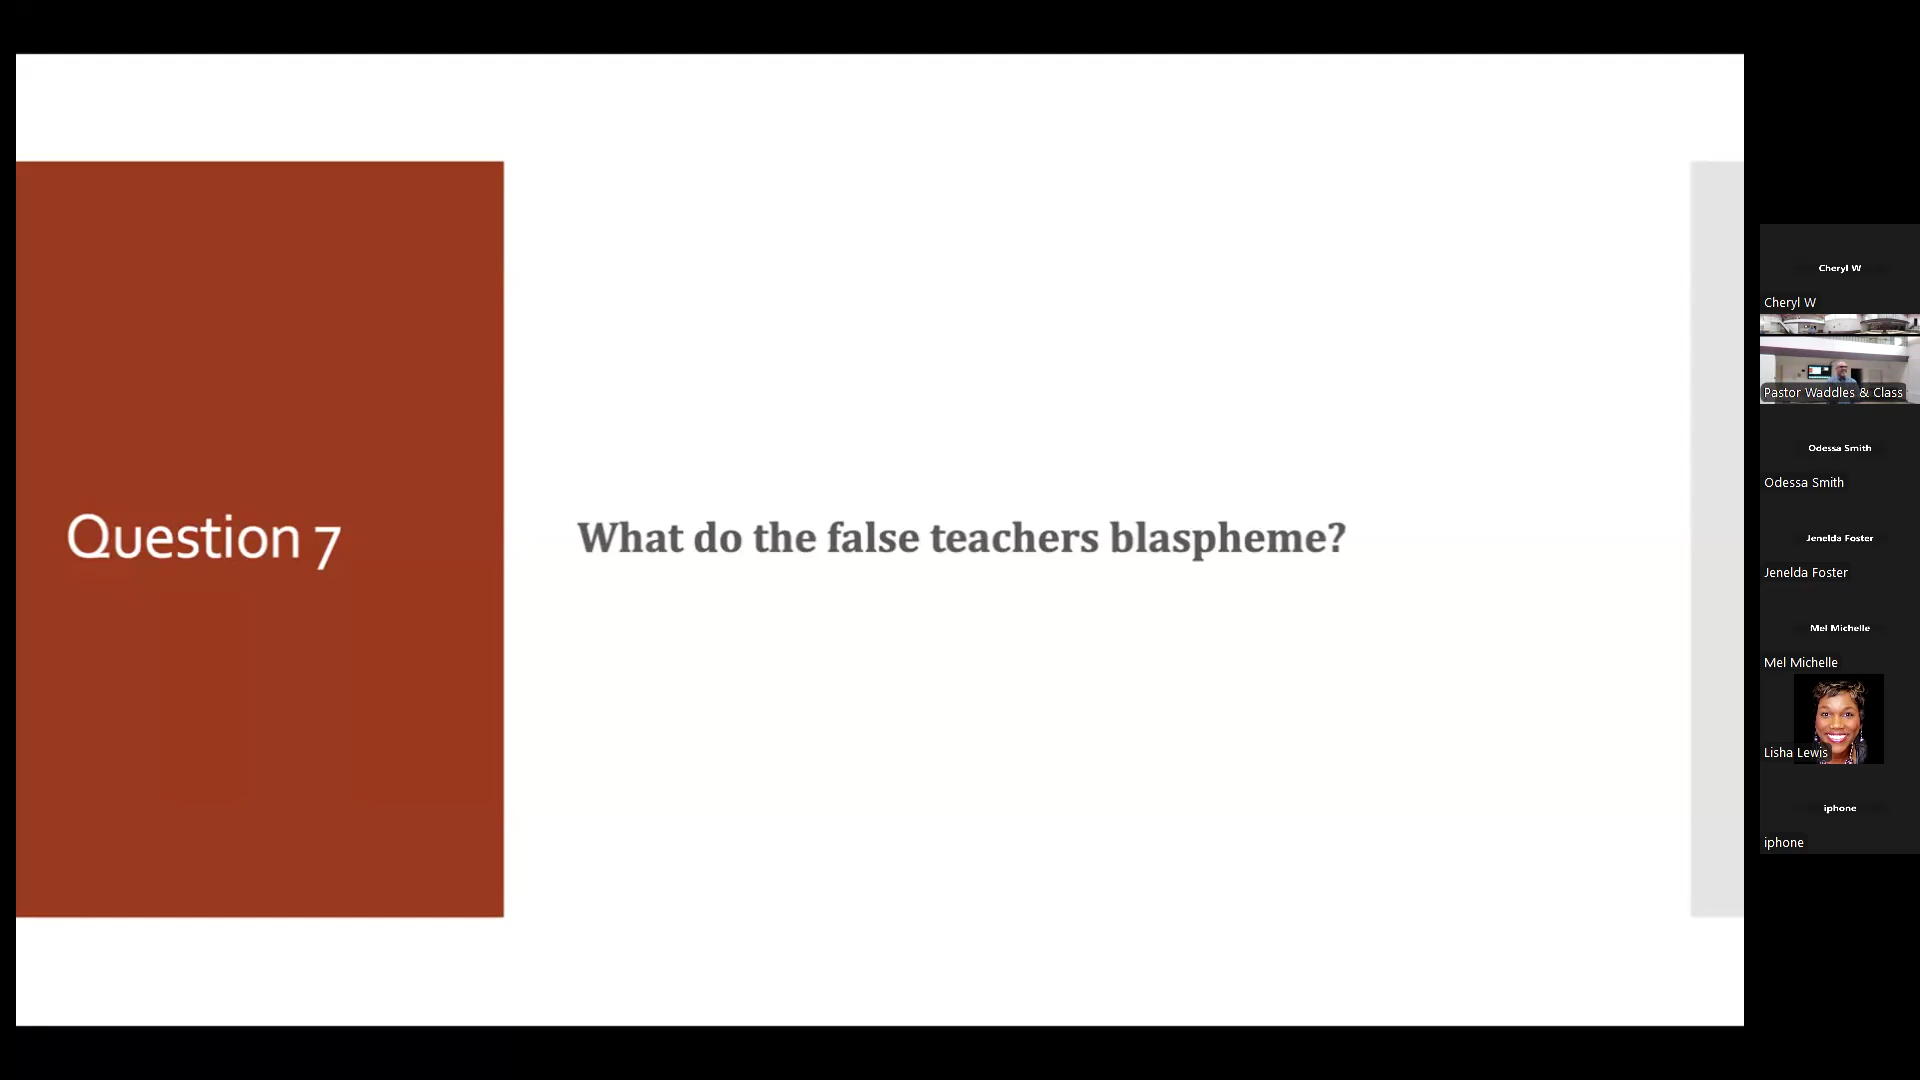 Question 7
What do the false teachers blaspheme?
Cheryl W
Cheryl W
Pastor Waddles & Class
Odessa Smith
Odessa Smith
Jenelda Foster
Jenelda Foster
Mel Michelle
Mel Michelle
Lisha Lewis
iphone
iphone